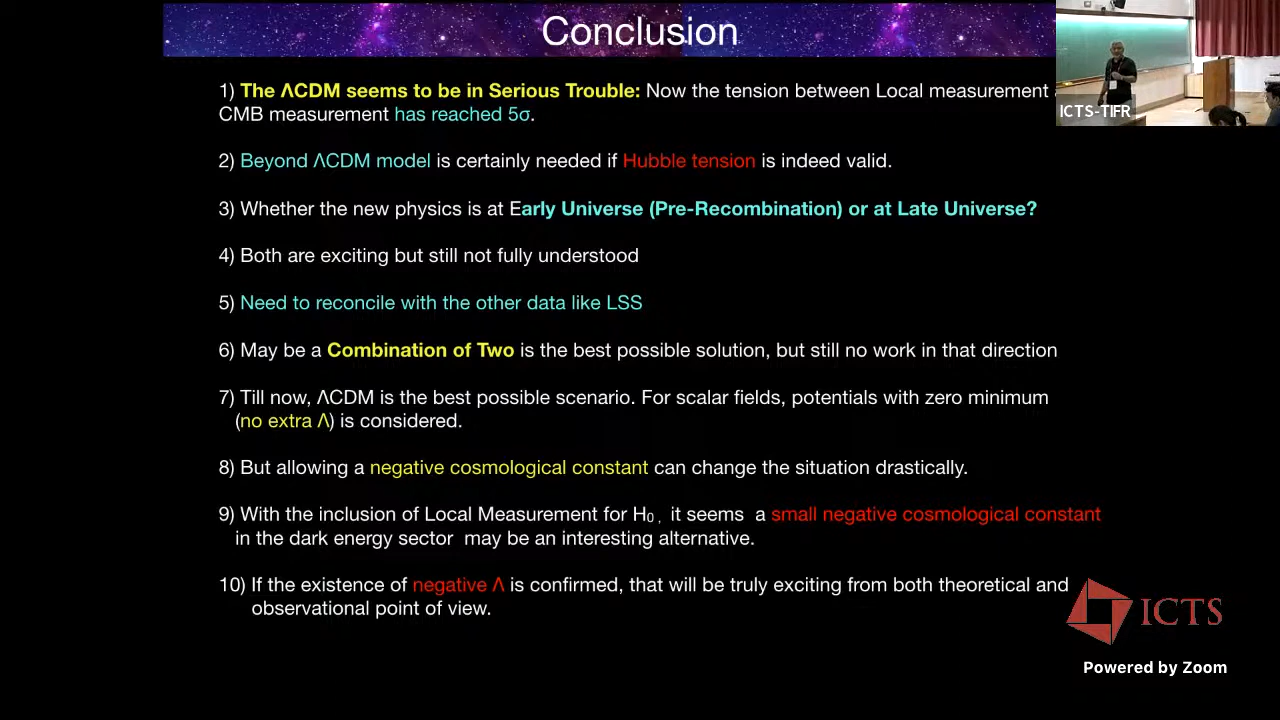 Conclusion
1) The ΛCDM seems to be in Serious Trouble: Now the tension between Local measurement
CMB measurement has reached 5σ.
2) Beyond ΛCDM model is certainly needed if Hubble tension is indeed valid.
3) Whether the new physics is at Early Universe (Pre-Recombination) or at Late Universe?
4) Both are exciting but still not fully understood
5) Need to reconcile with the other data like LSS
6) May be a Combination of Two is the best possible solution, but still no work in that direction
7) Till now, ΛCDM is the best possible scenario. For scalar fields, potentials with zero minimum
(no extra Λ) is considered.
8) But allowing a negative cosmological constant can change the situation drastically.
9) With the inclusion of Local Measurement for H₀ , it seems a small negative cosmological constant
in the dark energy sector may be an interesting alternative.
10) If the existence of negative Λ is confirmed, that will be truly exciting from both theoretical and
observational point of view.
ICTS-TIFR
ICTS
Powered by Zoom